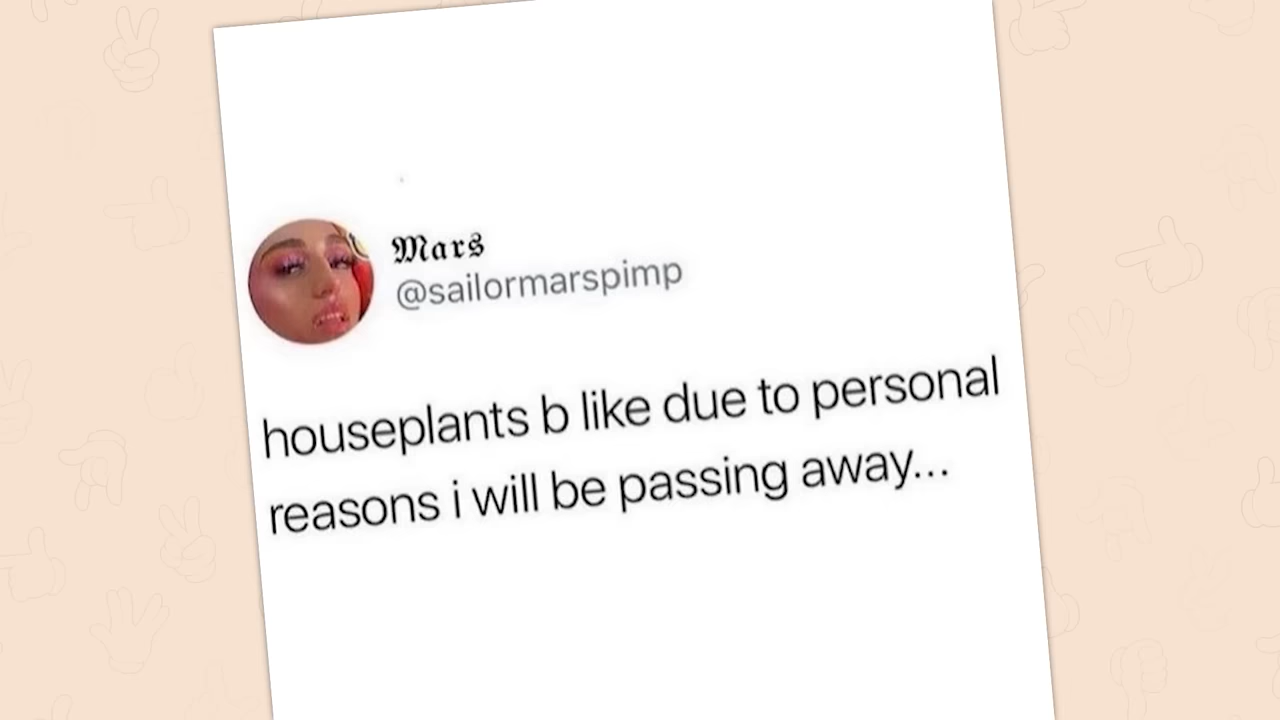 𝕸𝖆𝖗𝖘
@sailormarspimp
houseplants b like due to personal
reasons i will be passing away...